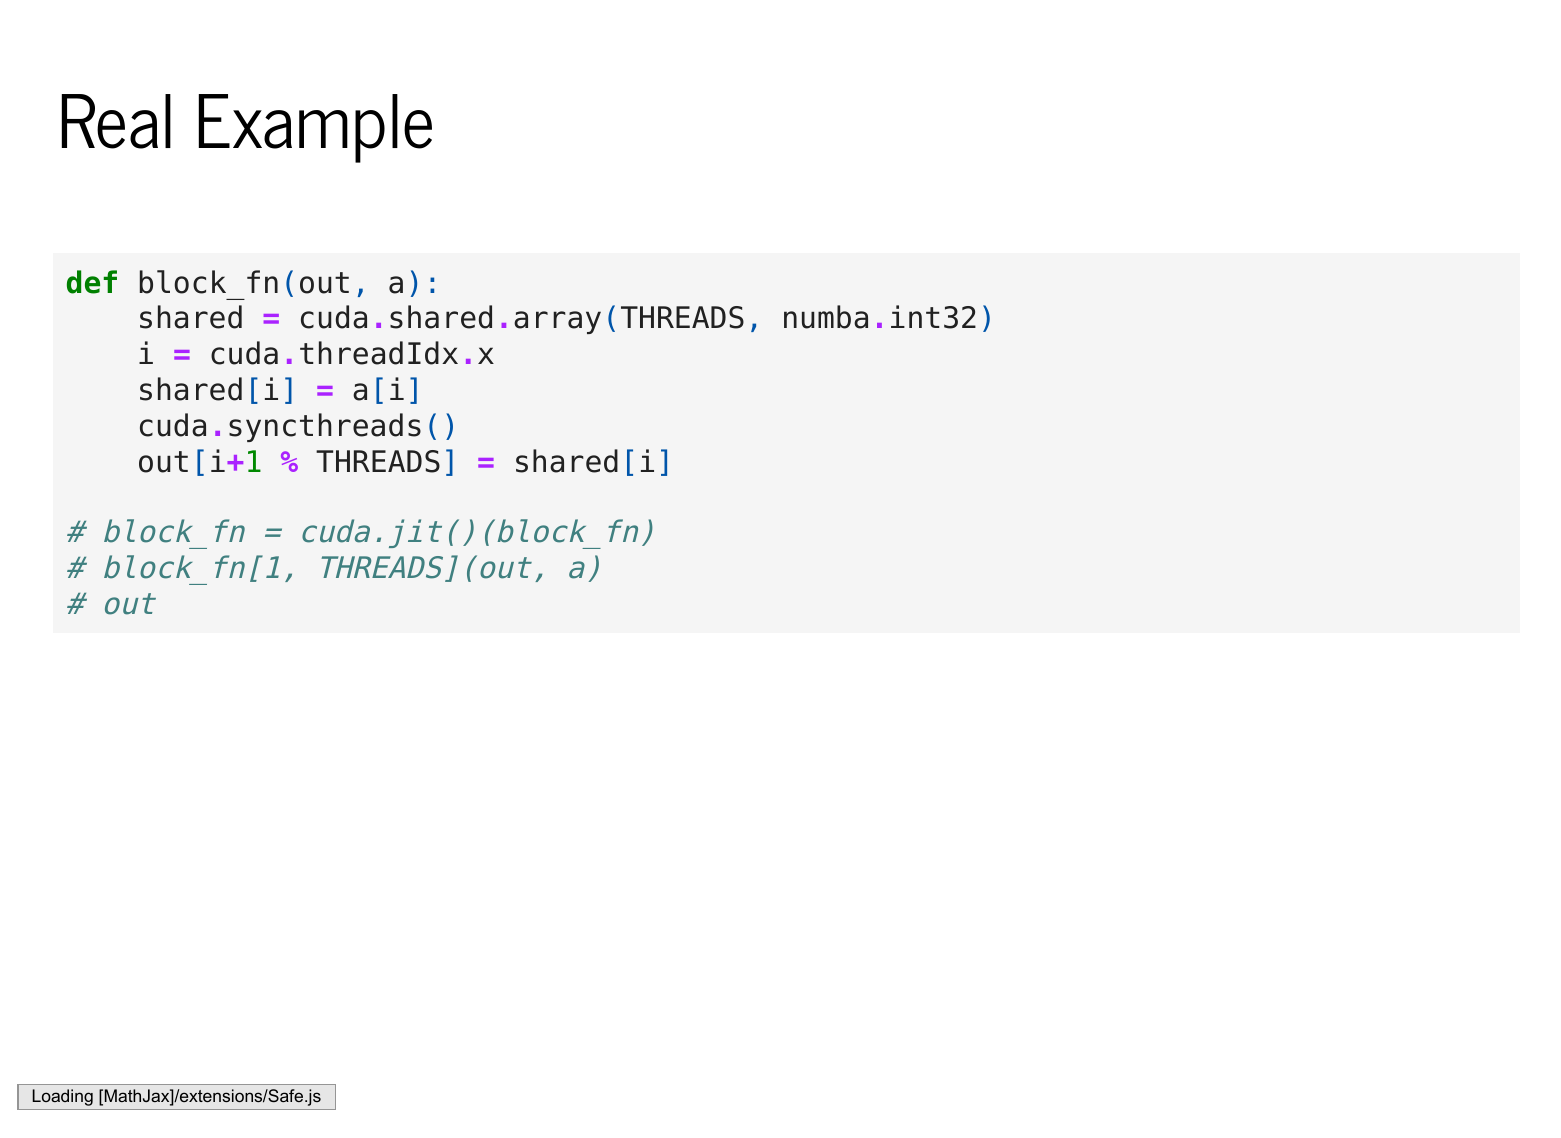 Real Example
def block_fn(out, a):
    shared = cuda.shared.array(THREADS, numba.int32)
    i = cuda.threadIdx.x
    shared[i] = a[i]
    cuda.syncthreads()
    out[i+1 % THREADS] = shared[i]

# block_fn = cuda.jit()(block_fn)
# block_fn[1, THREADS](out, a)
# out
Loading [MathJax]/extensions/Safe.js